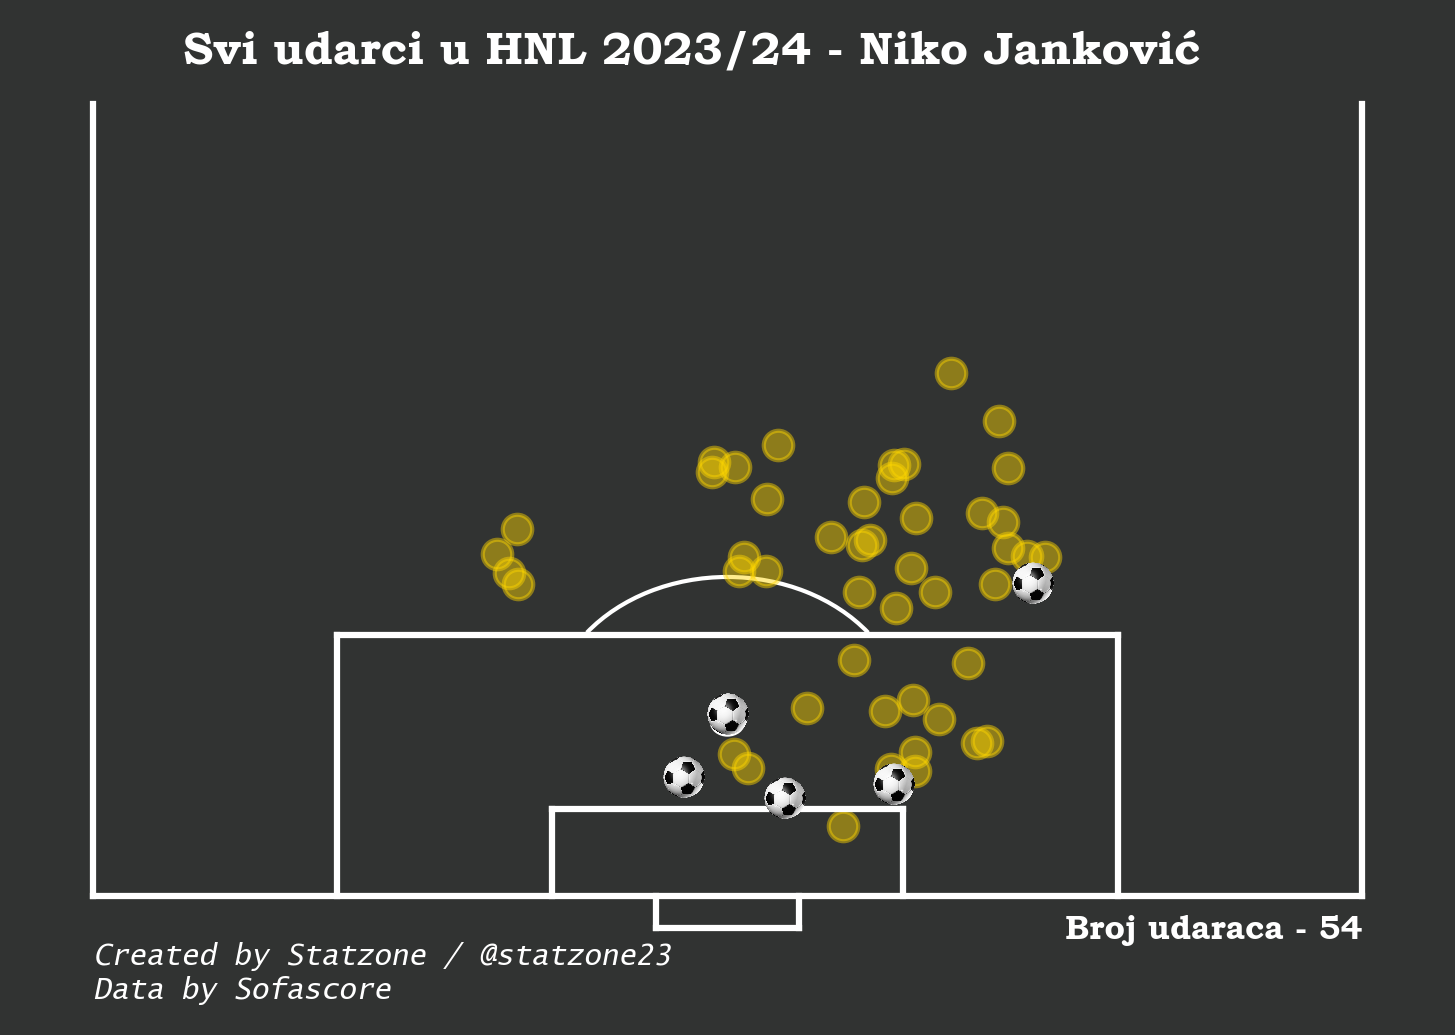 Svi udarci u HNL 2023/24 - Niko Janković
Broj udaraca - 54
Created by Statzone / @statzone23
Data by Sofascore